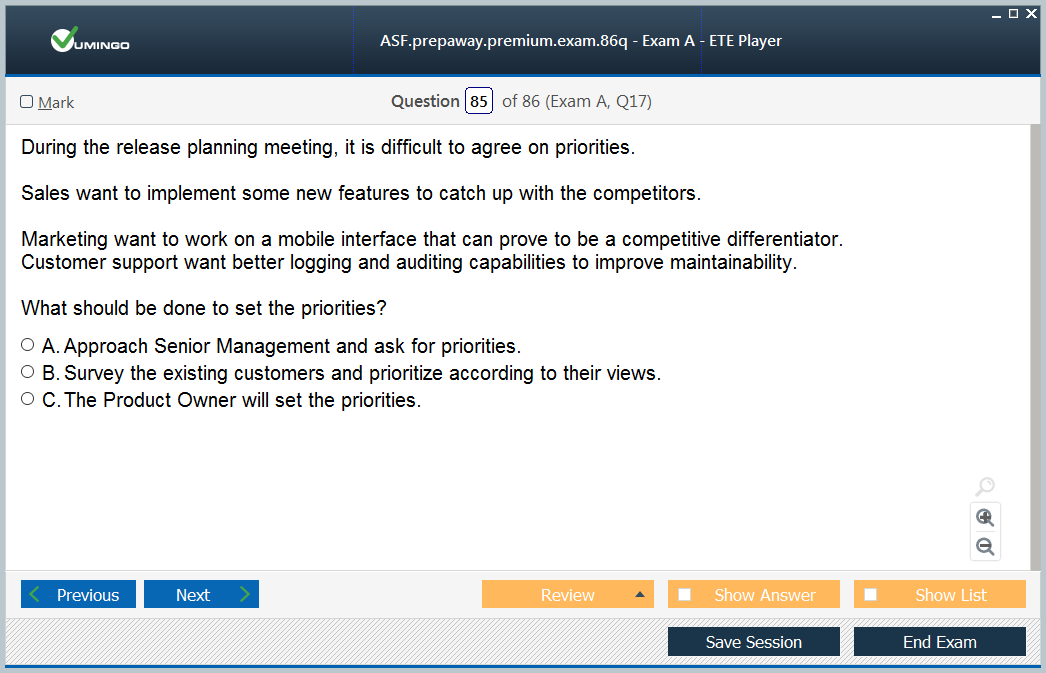 VUMINGO
ASF.prepaway.premium.exam.86q - Exam A - ETE Player
Mark
Question 85 of 86 (Exam A, Q17)
During the release planning meeting, it is difficult to agree on priorities.
Sales want to implement some new features to catch up with the competitors.
Marketing want to work on a mobile interface that can prove to be a competitive differentiator.
Customer support want better logging and auditing capabilities to improve maintainability.
What should be done to set the priorities?
A. Approach Senior Management and ask for priorities.
B. Survey the existing customers and prioritize according to their views.
C. The Product Owner will set the priorities.
Previous Next Review Show Answer Show List
Save Session End Exam